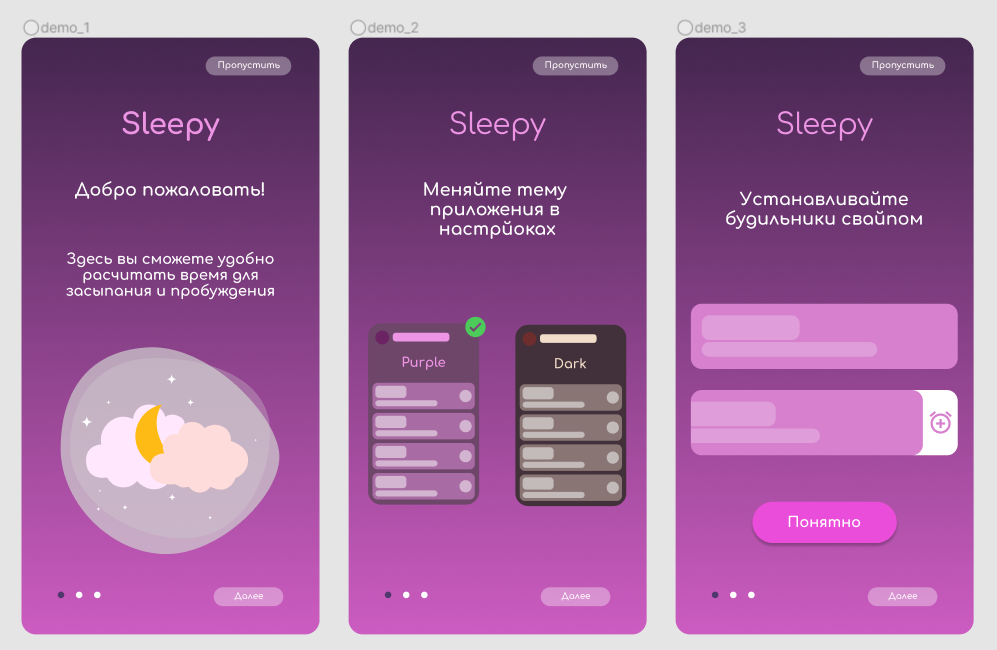 demo_1
Пропустить
Sleepy
Добро пожаловать!
Здесь вы сможете удобно
расчитать время для
засыпания и пробуждения
Далее
demo_2
Пропустить
Sleepy
Меняйте тему
приложения в
настрйоках
Purple
Dark
Далее
demo_3
Пропустить
Sleepy
Устанавливайте
будильники свайпом
Понятно
Далее